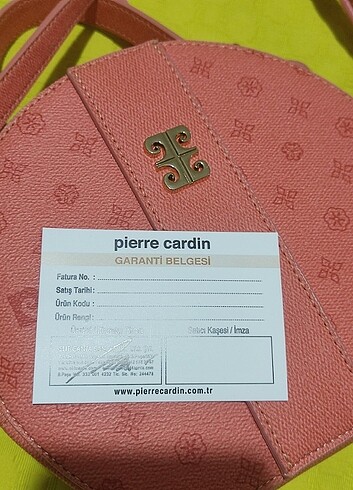 pierre cardin
GARANTİ BELGESİ
Fatura No. :
Satış Tarihi :
Ürün Kodu :
Ürün Rengi :
Satıcı Kaşesi / İmza
www.pierrecardin.com.tr